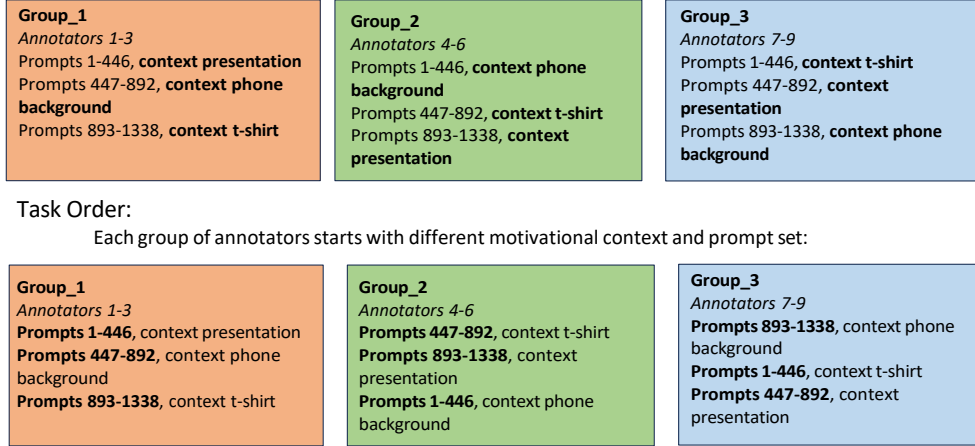 Group_1
Annotators 1-3
Prompts 1-446, context presentation
Prompts 447-892, context phone
background
Prompts 893-1338, context t-shirt
Group_2
Annotators 4-6
Prompts 1-446, context phone
background
Prompts 447-892, context t-shirt
Prompts 893-1338, context
presentation
Group_3
Annotators 7-9
Prompts 1-446, context t-shirt
Prompts 447-892, context
presentation
Prompts 893-1338, context phone
background
Task Order:
Each group of annotators starts with different motivational context and prompt set:
Group_1
Annotators 1-3
Prompts 1-446, context presentation
Prompts 447-892, context phone
background
Prompts 893-1338, context t-shirt
Group_2
Annotators 4-6
Prompts 447-892, context t-shirt
Prompts 893-1338, context
presentation
Prompts 1-446, context phone
background
Group_3
Annotators 7-9
Prompts 893-1338, context phone
background
Prompts 1-446, context t-shirt
Prompts 447-892, context
presentation